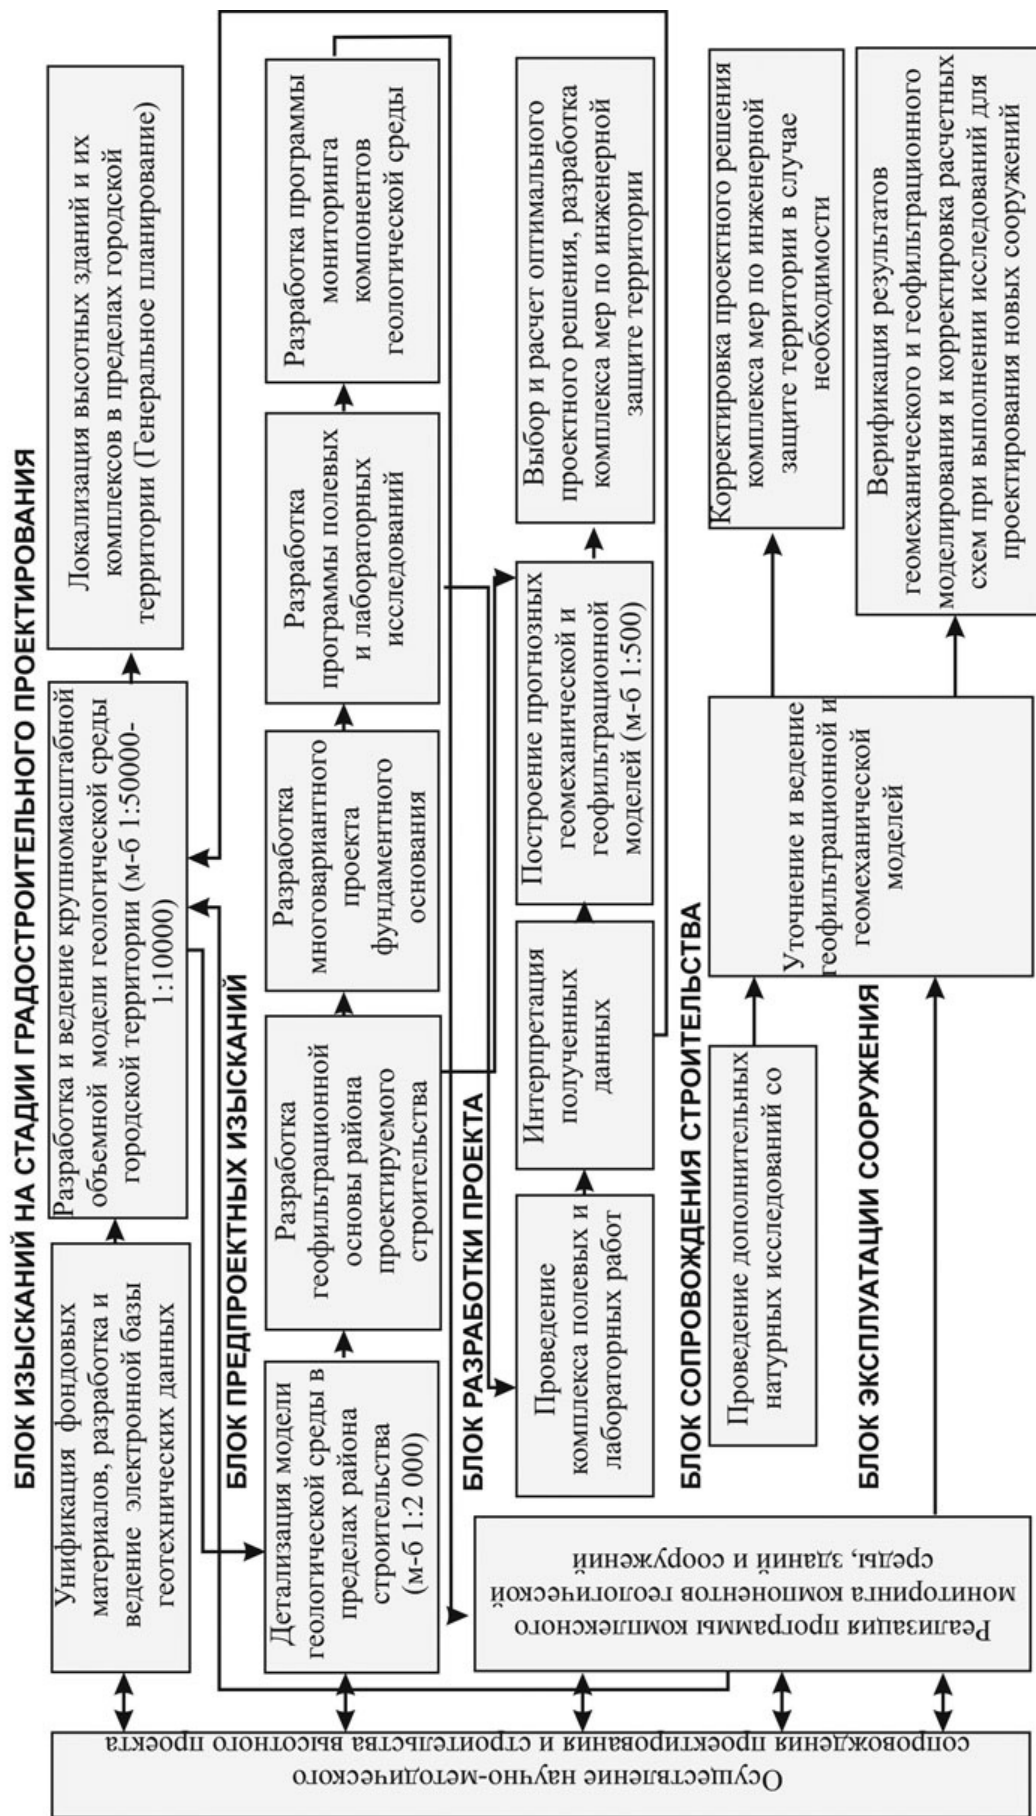 БЛОК ИЗЫСКАНИЙ НА СТАДИИ ГРАДОСТРОИТЕЛЬНОГО ПРОЕКТИРОВАНИЯ
Унификация фондовых
материалов, разработка и
ведение электронной базы
геотехнических данных
Разработка и ведение крупномасштабной
объемной модели геологической среды
городской территории (м-б 1:50000-
1:10000)
Локализация высотных зданий и их
комплексов в пределах городской
территории (Генеральное планирование)
БЛОК ПРЕДПРОЕКТНЫХ ИЗЫСКАНИЙ
Детализация модели
геологической среды в
пределах района
строительства
(м-б 1:2 000)
Разработка
геофильтрационной
основы района
проектируемого
строительства
Разработка
многовариантного
проекта
фундаментного
основания
Разработка
программы полевых
и лабораторных
исследований
Разработка программы
мониторинга
компонентов
геологической среды
БЛОК РАЗРАБОТКИ ПРОЕКТА
Проведение
комплекса полевых и
лабораторных работ
Интерпретация
полученных
данных
Построение прогнозных
геомеханической и
геофильтрационной
моделей (м-б 1:500)
Выбор и расчет оптимального
проектного решения, разработка
комплекса мер по инженерной
защите территории
БЛОК СОПРОВОЖДЕНИЯ СТРОИТЕЛЬСТВА
Проведение дополнительных
натурных исследований со
Уточнение и ведение
геофильтрационной и
геомеханической
моделей
Корректировка проектного решения
комплекса мер по инженерной
защите территории в случае
необходимости
БЛОК ЭКСПЛУАТАЦИИ СООРУЖЕНИЯ
Верификация результатов
геомеханического и геофильтрационного
моделирования и корректировка расчетных
схем при выполнении исследований для
проектирования новых сооружений
Реализация программы комплексного
мониторинга компонентов геологической
среды, зданий и сооружений
Осуществление научно-методического
сопровождения проектирования и строительства высотного проекта